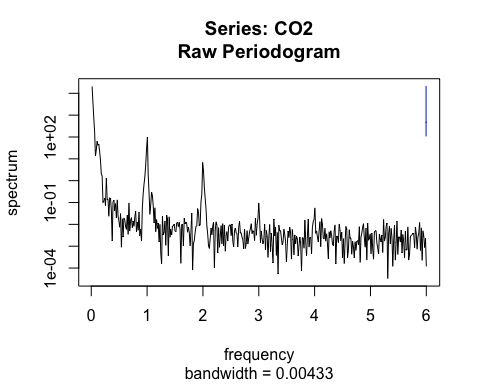 Series: CO2
Raw Periodogram
spectrum
1e+02
1e-01
1e-04
0 1 2 3 4 5 6
frequency
bandwidth = 0.00433